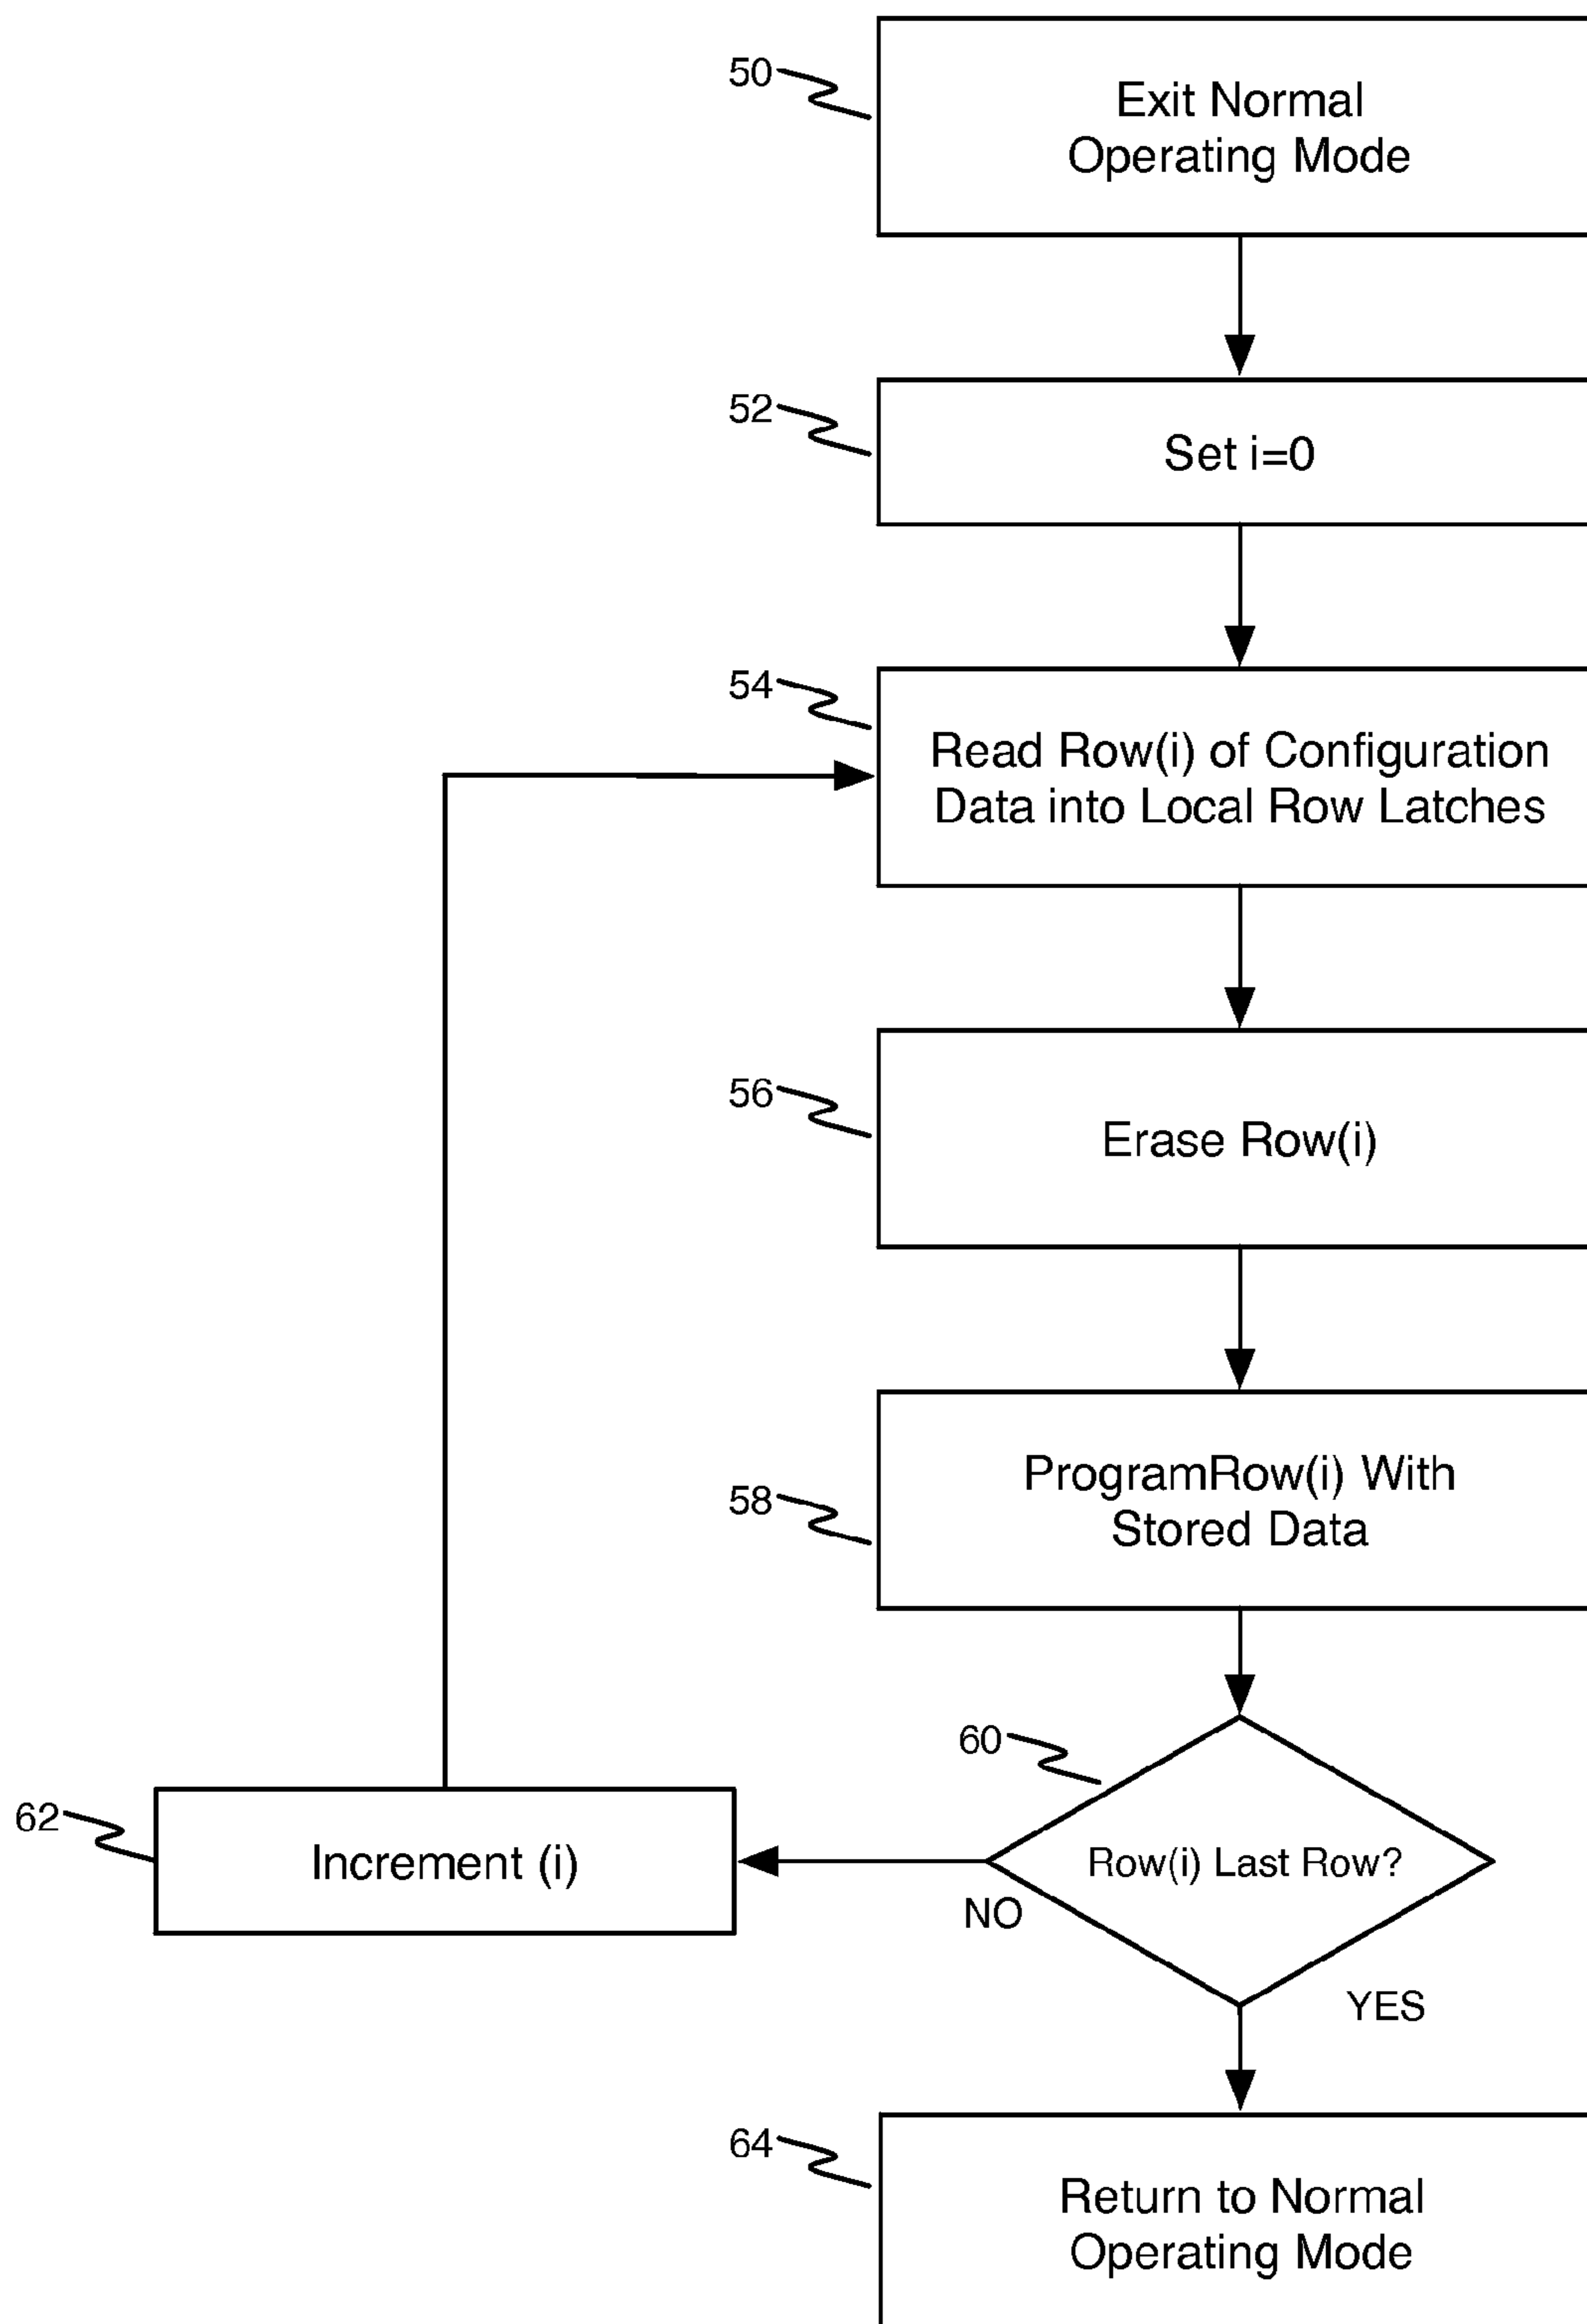 50
Exit Normal
Operating Mode
52
Set i=0
54
Read Row(i) of Configuration
Data into Local Row Latches
56
Erase Row(i)
58
ProgramRow(i) With
Stored Data
60
Row(i) Last Row?
62
Increment (i)
NO
YES
64
Return to Normal
Operating Mode